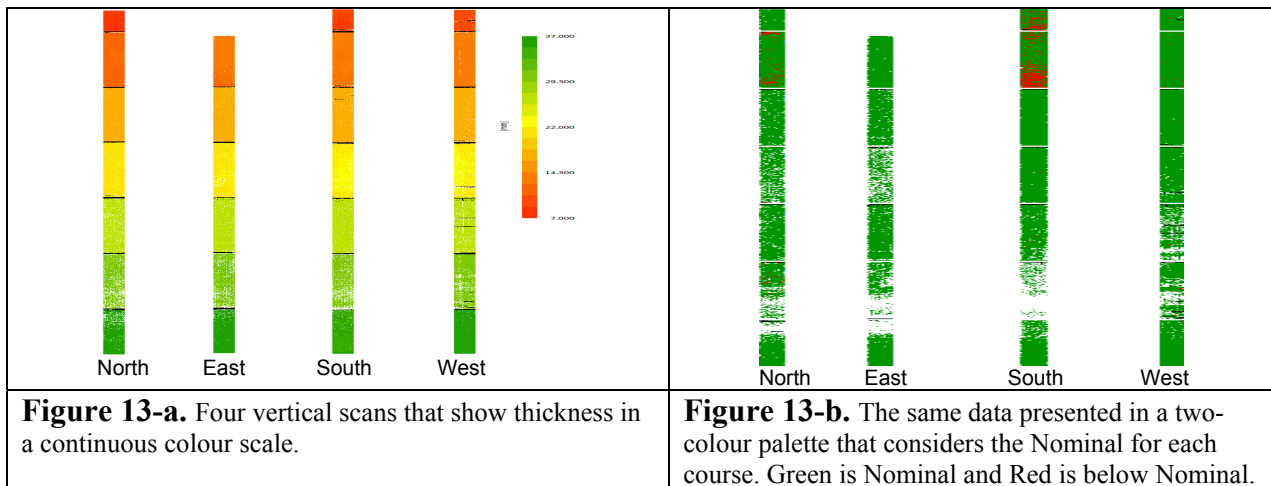 37.000
29.500
22.000
[mm]
14.500
7.000
North East South West
North East South West
Figure 13-a. Four vertical scans that show thickness in
a continuous colour scale.
Figure 13-b. The same data presented in a two-
colour palette that considers the Nominal for each
course. Green is Nominal and Red is below Nominal.